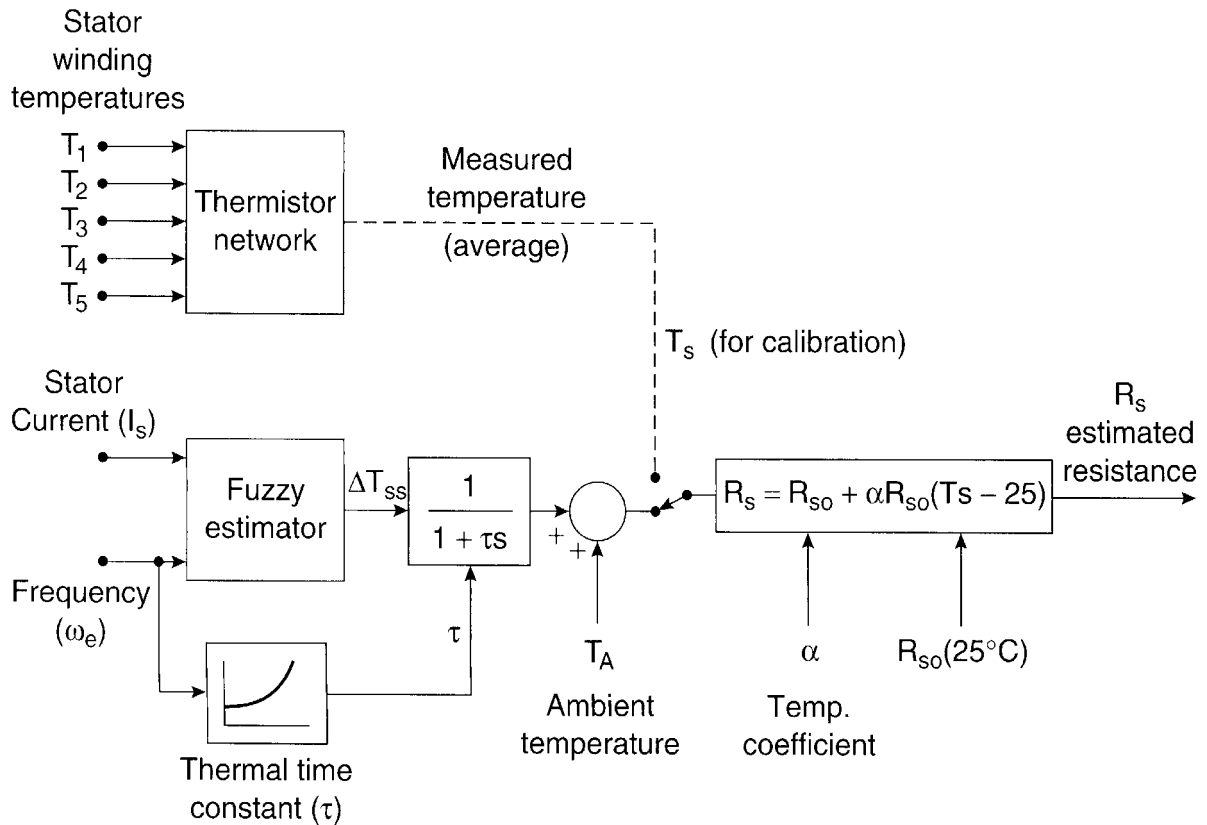 Stator
winding
temperatures
T₁
T₂
T₃
T₄
T₅
Thermistor
network
Measured
temperature
(average)
Tₛ (for calibration)
Stator
Current (Iₛ)
Frequency
(ωₑ)
Fuzzy
estimator
ΔTₛₛ
1
1 + τs
τ
+
+
T_A
Ambient
temperature
Rₛ = Rₛₒ + αRₛₒ(Ts – 25)
Rₛ
estimated
resistance
α
Temp.
coefficient
Rₛₒ(25°C)
Thermal time
constant (τ)